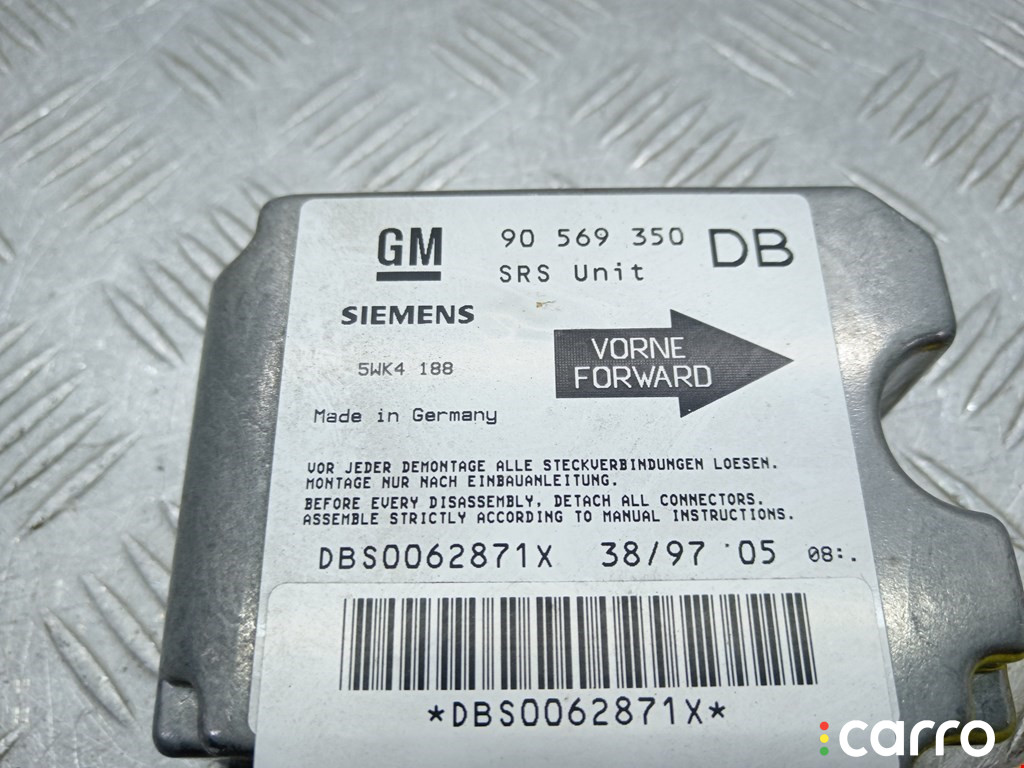 GM
90 569 350 DB
SRS Unit
SIEMENS
VORNE
FORWARD
5WK4 188
Made in Germany
VOR JEDER DEMONTAGE ALLE STECKVERBINDUNGEN LOESEN.
MONTAGE NUR NACH EINBAUANLEITUNG.
BEFORE EVERY DISASSEMBLY, DETACH ALL CONNECTORS.
ASSEMBLE STRICTLY ACCORDING TO MANUAL INSTRUCTIONS.
DBS0062871X 38/97 05 08:.
*DBS0062871X*
carro